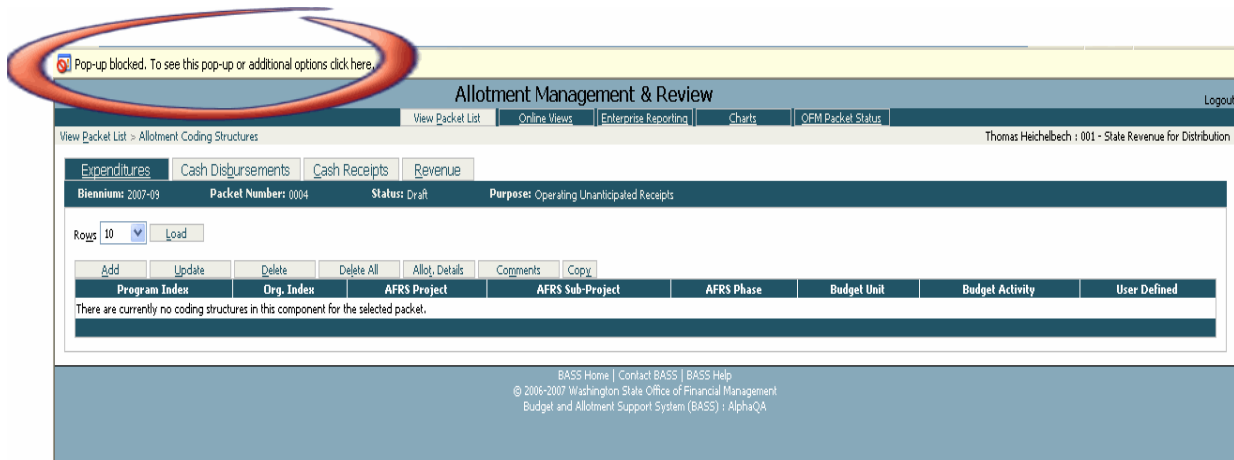 Pop-up blocked. To see this pop-up or additional options click here.
Allotment Management & Review
Logout
View Packet List Online Views Enterprise Reporting Charts OFM Packet Status
View Packet List > Allotment Coding Structures Thomas Heichelbech : 001 - State Revenue for Distribution
Expenditures Cash Disbursements Cash Receipts Revenue
Biennium: 2007-09 Packet Number: 0004 Status: Draft Purpose: Operating Unanticipated Receipts
Rows 10 Load
Add Update Delete Delete All Allot. Details Comments Copy
Program Index Org. Index AFRS Project AFRS Sub-Project AFRS Phase Budget Unit Budget Activity User Defined
There are currently no coding structures in this component for the selected packet.
BASS Home | Contact BASS | BASS Help
© 2006-2007 Washington State Office of Financial Management
Budget and Allotment Support System (BASS) : AlphaQA